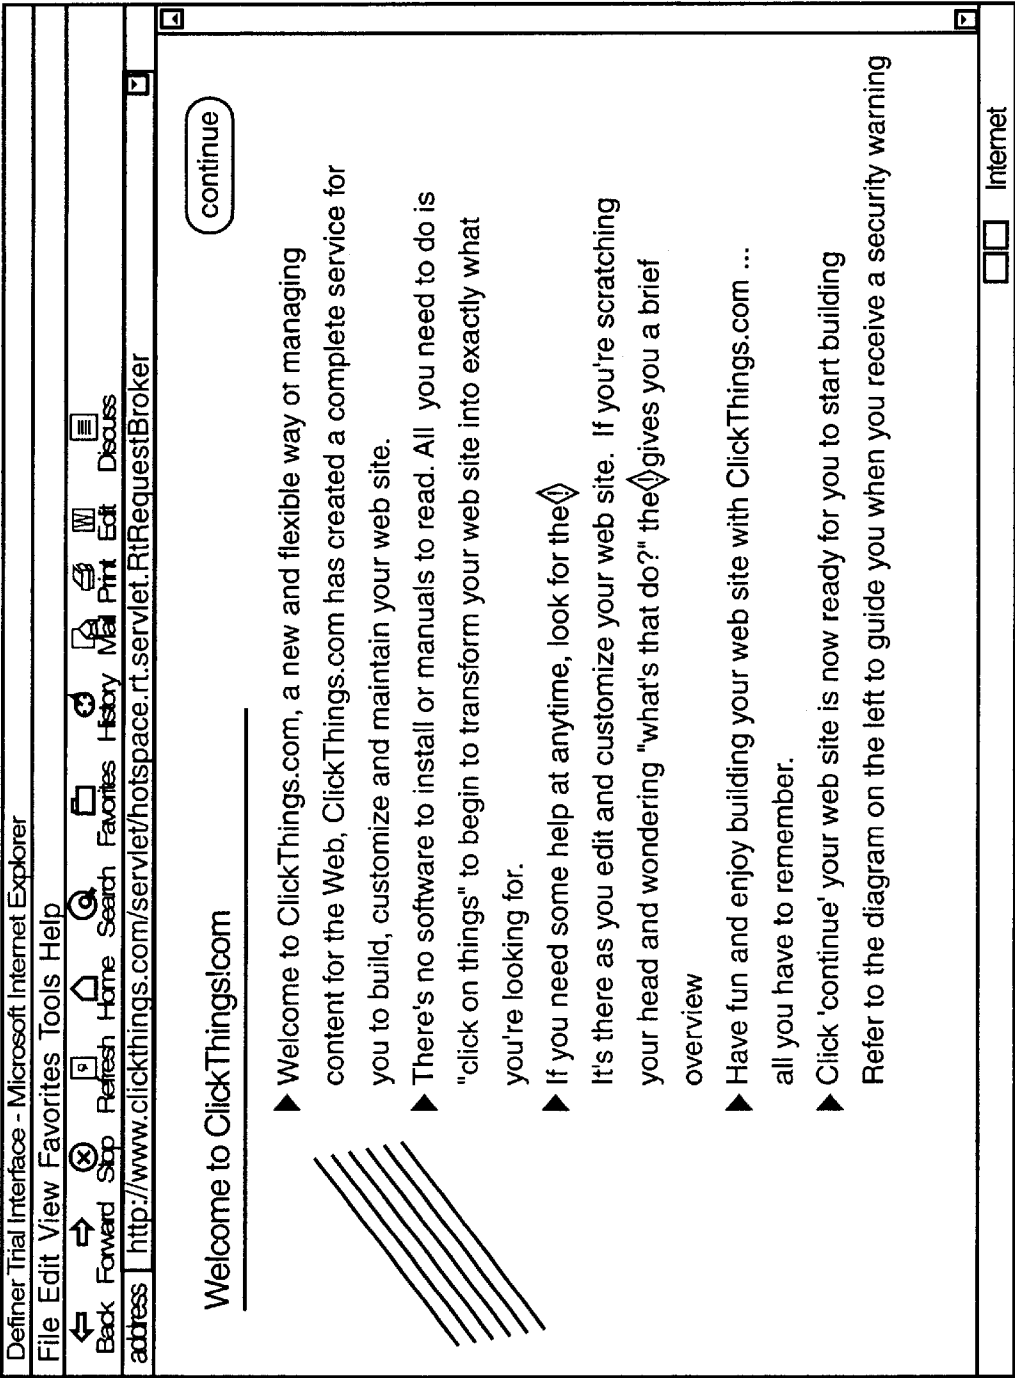 Definer Trial Interface - Microsoft Internet Explorer
File Edit View Favorites Tools Help
Back Forward Stop Refresh Home Search Favorites History Mail Print Edit Discuss
address http://www.clickthings.com/servlet/hotspace.rt.servlet.RtRequestBroker
Welcome to ClickThings!com
continue
Welcome to ClickThings.com, a new and flexible way of managing
content for the Web, ClickThings.com has created a complete service for
you to build, customize and maintain your web site.
There's no software to install or manuals to read. All you need to do is
"click on things" to begin to transform your web site into exactly what
you're looking for.
If you need some help at anytime, look for the
It's there as you edit and customize your web site. If you're scratching
your head and wondering "what's that do?" the gives you a brief
overview
Have fun and enjoy building your web site with ClickThings.com ...
all you have to remember.
Click 'continue' your web site is now ready for you to start building
Refer to the diagram on the left to guide you when you receive a security warning
Internet